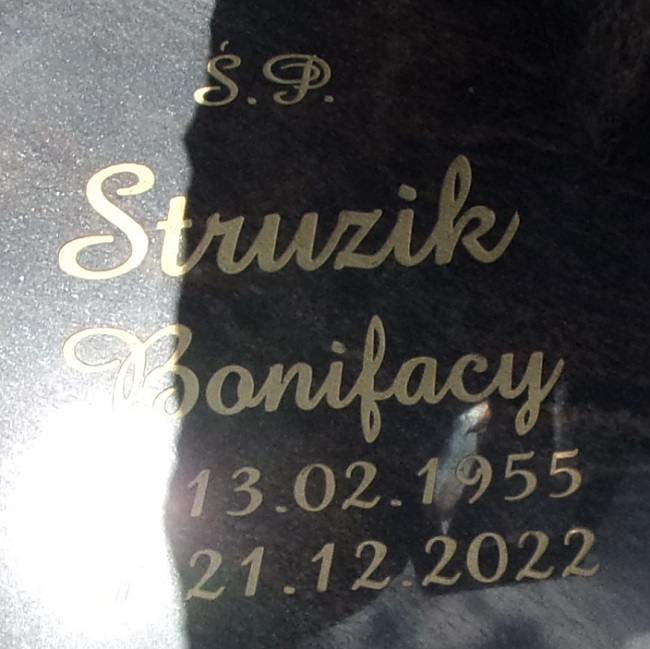 Ś.P.
Struzik
Bonifacy
13.02.1955
21.12.2022